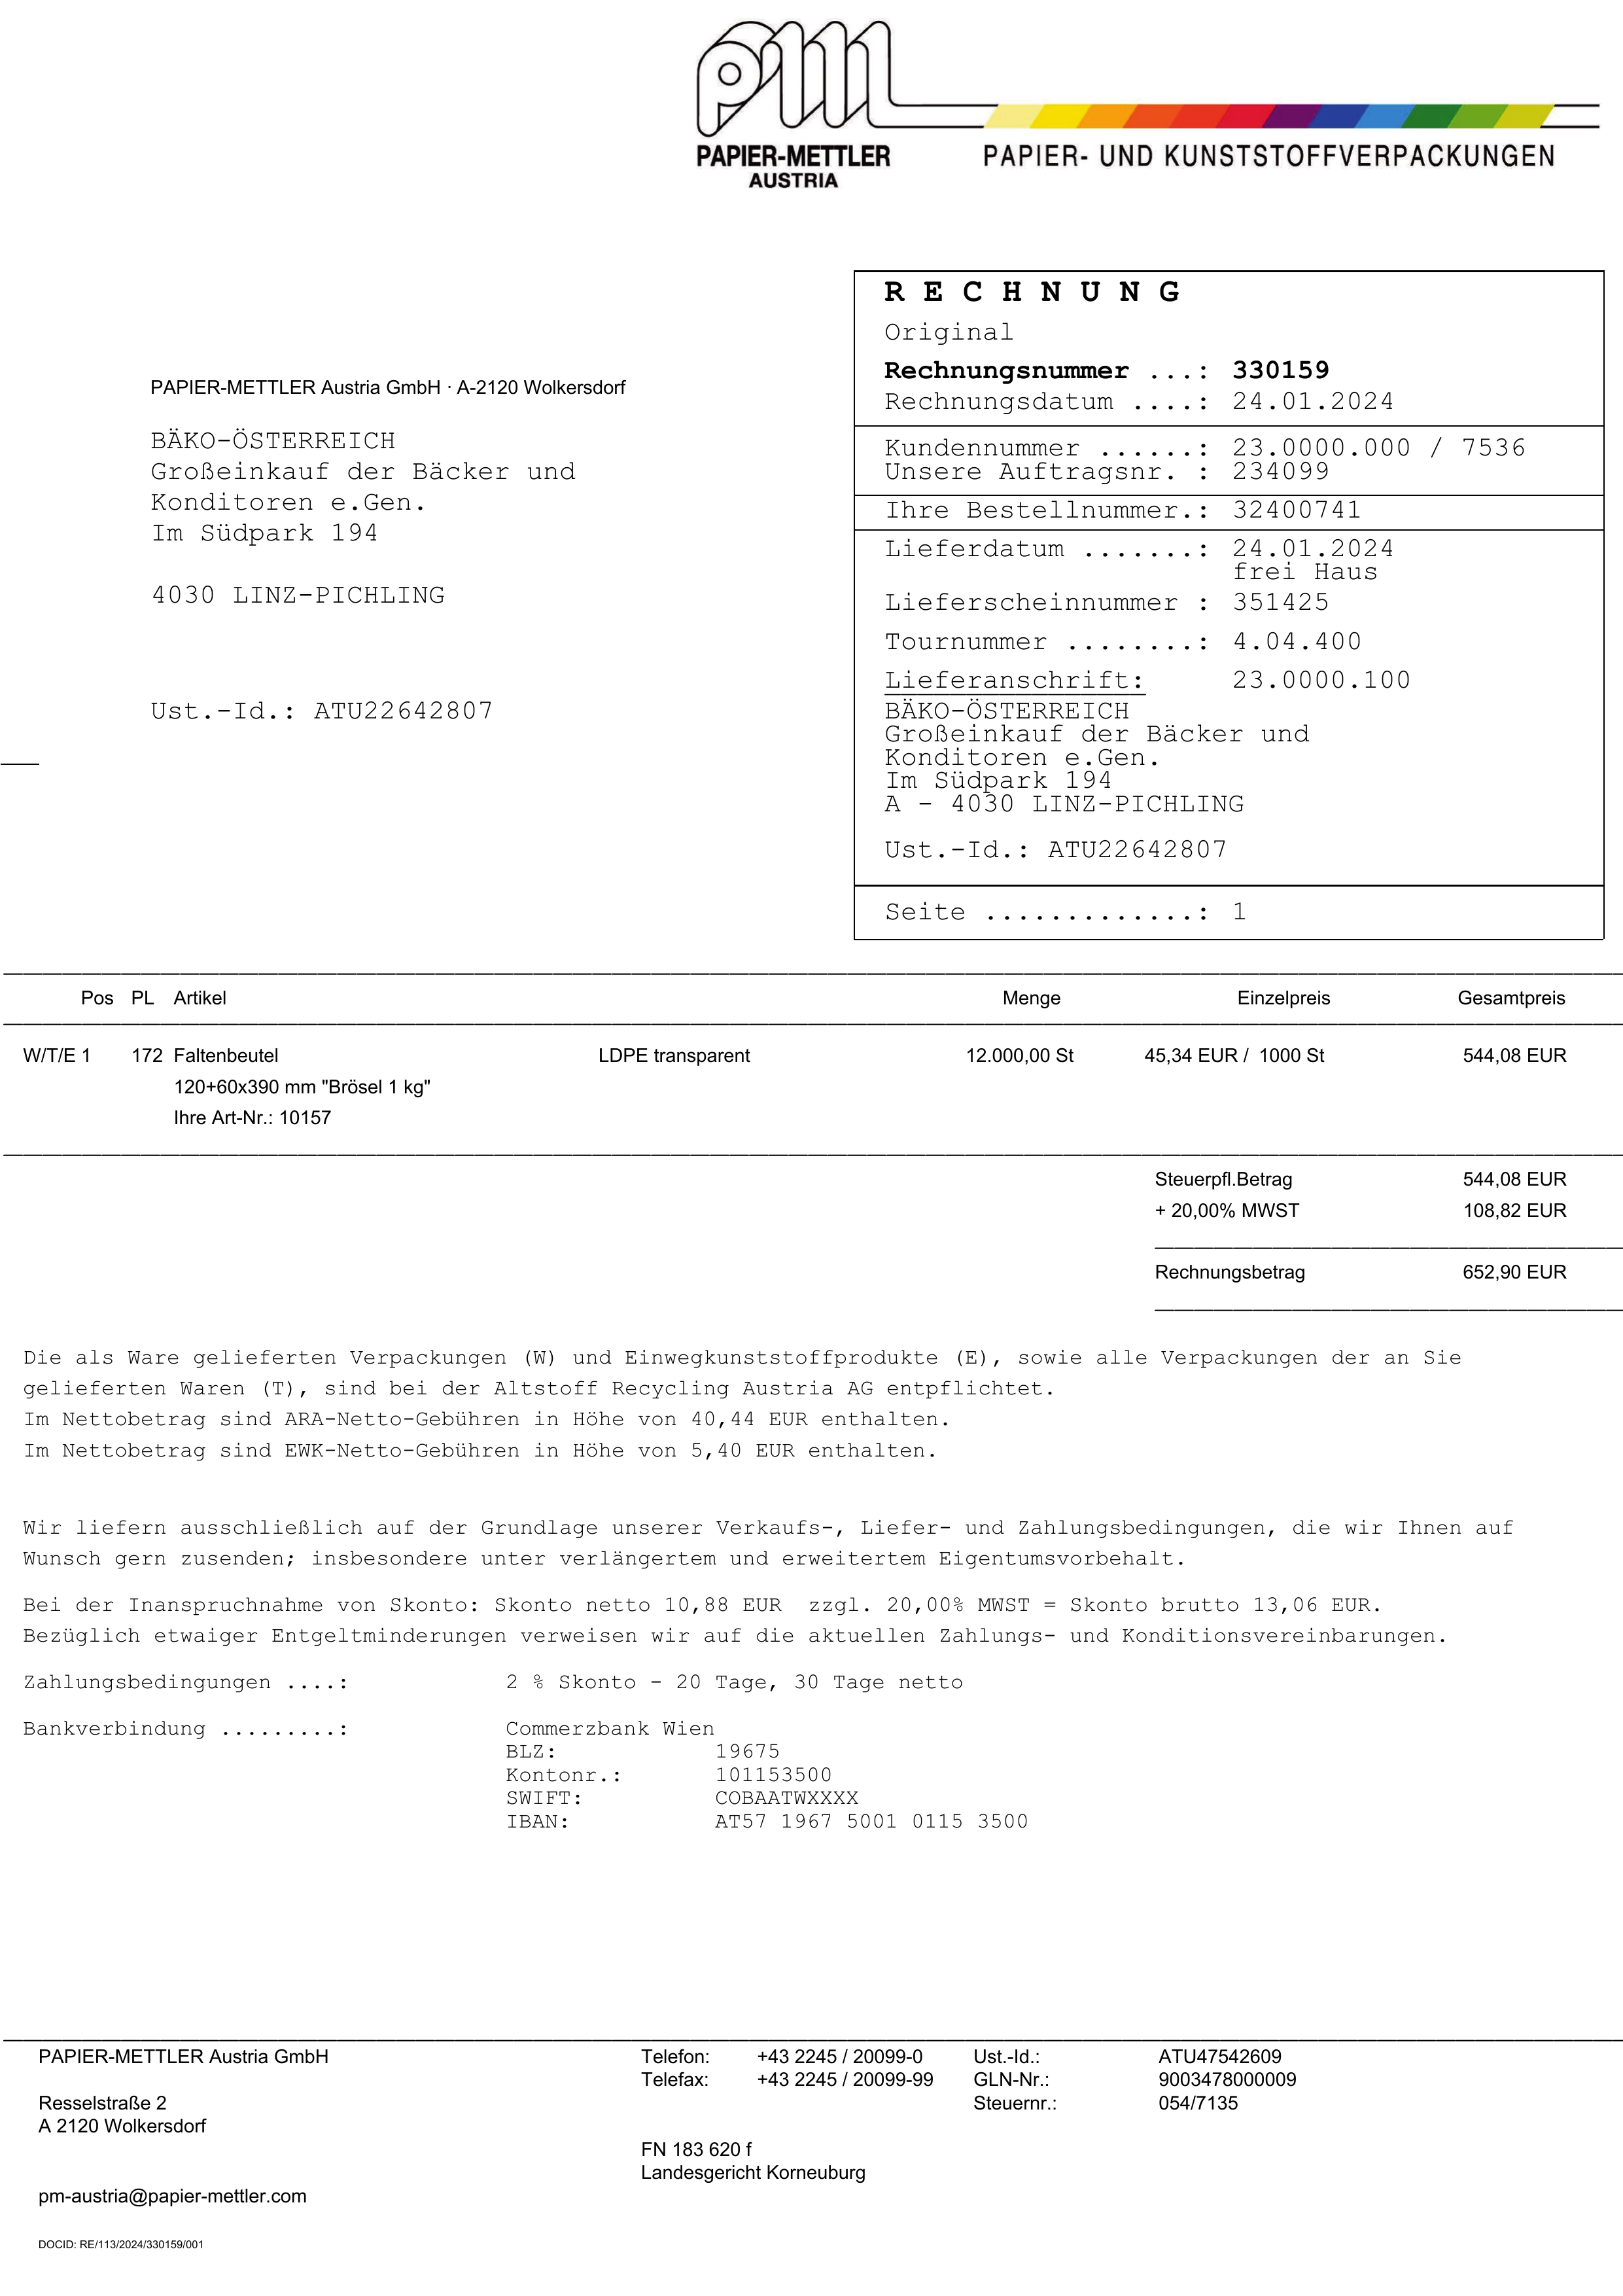 pm
PAPIER-METTLER
AUSTRIA
PAPIER- UND KUNSTSTOFFVERPACKUNGEN
R E C H N U N G
Original
Rechnungsnummer ...: 330159
Rechnungsdatum ....: 24.01.2024
Kundennummer ......: 23.0000.000 / 7536
Unsere Auftragsnr. : 234099
Ihre Bestellnummer.: 32400741
Lieferdatum .......: 24.01.2024
frei Haus
Lieferscheinnummer : 351425
Tournummer ........: 4.04.400
Lieferanschrift: 23.0000.100
BÄKO-ÖSTERREICH
Großeinkauf der Bäcker und
Konditoren e.Gen.
Im Südpark 194
A - 4030 LINZ-PICHLING
Ust.-Id.: ATU22642807
Seite .............: 1
PAPIER-METTLER Austria GmbH · A-2120 Wolkersdorf
BÄKO-ÖSTERREICH
Großeinkauf der Bäcker und
Konditoren e.Gen.
Im Südpark 194
4030 LINZ-PICHLING
Ust.-Id.: ATU22642807
Pos PL Artikel Menge Einzelpreis Gesamtpreis
W/T/E 1 172 Faltenbeutel LDPE transparent 12.000,00 St 45,34 EUR / 1000 St 544,08 EUR
120+60x390 mm "Brösel 1 kg"
Ihre Art-Nr.: 10157
Steuerpfl.Betrag 544,08 EUR
+ 20,00% MWST 108,82 EUR
Rechnungsbetrag 652,90 EUR
Die als Ware gelieferten Verpackungen (W) und Einwegkunststoffprodukte (E), sowie alle Verpackungen der an Sie
gelieferten Waren (T), sind bei der Altstoff Recycling Austria AG entpflichtet.
Im Nettobetrag sind ARA-Netto-Gebühren in Höhe von 40,44 EUR enthalten.
Im Nettobetrag sind EWK-Netto-Gebühren in Höhe von 5,40 EUR enthalten.
Wir liefern ausschließlich auf der Grundlage unserer Verkaufs-, Liefer- und Zahlungsbedingungen, die wir Ihnen auf
Wunsch gern zusenden; insbesondere unter verlängertem und erweitertem Eigentumsvorbehalt.
Bei der Inanspruchnahme von Skonto: Skonto netto 10,88 EUR zzgl. 20,00% MWST = Skonto brutto 13,06 EUR.
Bezüglich etwaiger Entgeltminderungen verweisen wir auf die aktuellen Zahlungs- und Konditionsvereinbarungen.
Zahlungsbedingungen ....: 2 % Skonto - 20 Tage, 30 Tage netto
Bankverbindung .........: Commerzbank Wien
BLZ: 19675
Kontonr.: 101153500
SWIFT: COBAATWXXXX
IBAN: AT57 1967 5001 0115 3500
PAPIER-METTLER Austria GmbH Telefon: +43 2245 / 20099-0 Ust.-Id.: ATU47542609
Telefax: +43 2245 / 20099-99 GLN-Nr.: 9003478000009
Resselstraße 2 Steuernr.: 054/7135
A 2120 Wolkersdorf
FN 183 620 f
Landesgericht Korneuburg
pm-austria@papier-mettler.com
DOCID: RE/113/2024/330159/001